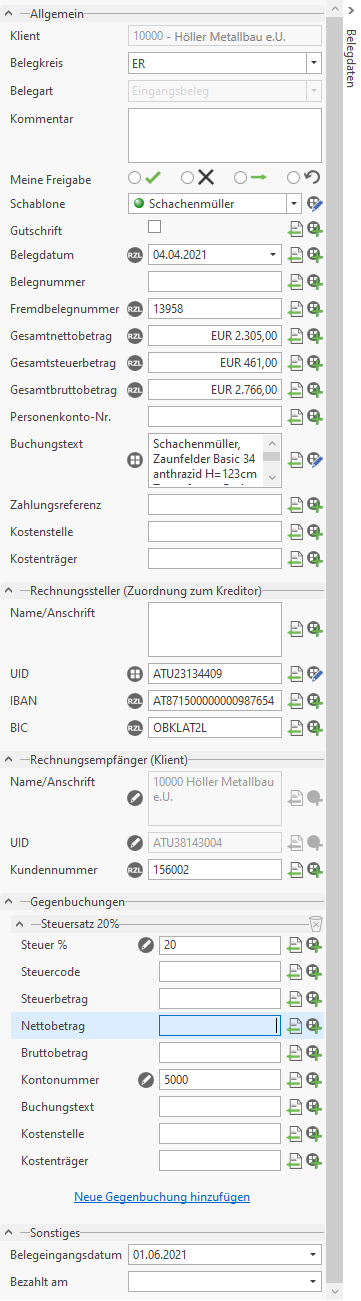 Allgemein
Belegdaten
Klient 10000 - Höller Metallbau e.U.
Belegkreis ER
Belegart Eingangsbeleg
Kommentar
Meine Freigabe
Schablone Schachenmüller
Gutschrift
Belegdatum RZL 04.04.2021
Belegnummer
Fremdbelegnummer RZL 13958
Gesamtnettobetrag RZL EUR 2.305,00
Gesamtsteuerbetrag RZL EUR 461,00
Gesamtbruttobetrag RZL EUR 2.766,00
Personenkonto-Nr.
Buchungstext Schachenmüller,
Zaunfelder Basic 34
anthrazid H=123cm
Zahlungsreferenz
Kostenstelle
Kostenträger
Rechnungssteller (Zuordnung zum Kreditor)
Name/Anschrift
UID ATU23134409
IBAN RZL AT871500000000987654
BIC RZL OBKLAT2L
Rechnungsempfänger (Klient)
Name/Anschrift 10000 Höller Metallbau
e.U.
UID ATU38143004
Kundennummer RZL 156002
Gegenbuchungen
Steuersatz 20%
Steuer % 20
Steuercode
Steuerbetrag
Nettobetrag
Bruttobetrag
Kontonummer 5000
Buchungstext
Kostenstelle
Kostenträger
Neue Gegenbuchung hinzufügen
Sonstiges
Belegeingangsdatum 01.06.2021
Bezahlt am